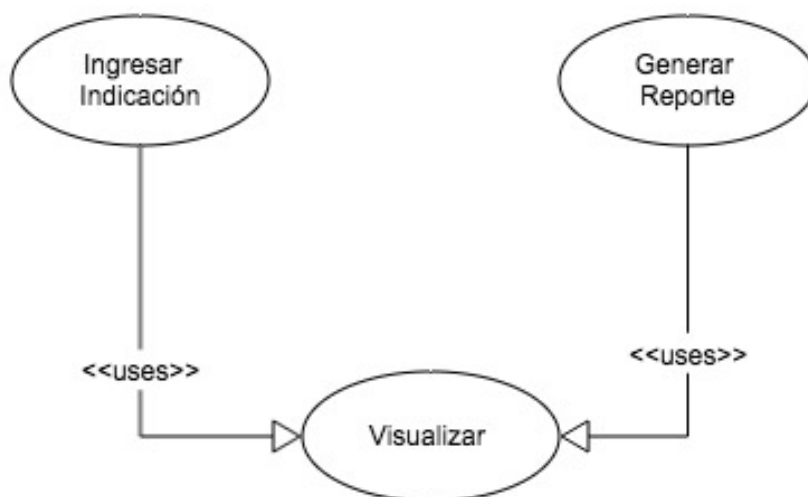 Ingresar
Indicación
Generar
Reporte
<<uses>>
<<uses>>
Visualizar